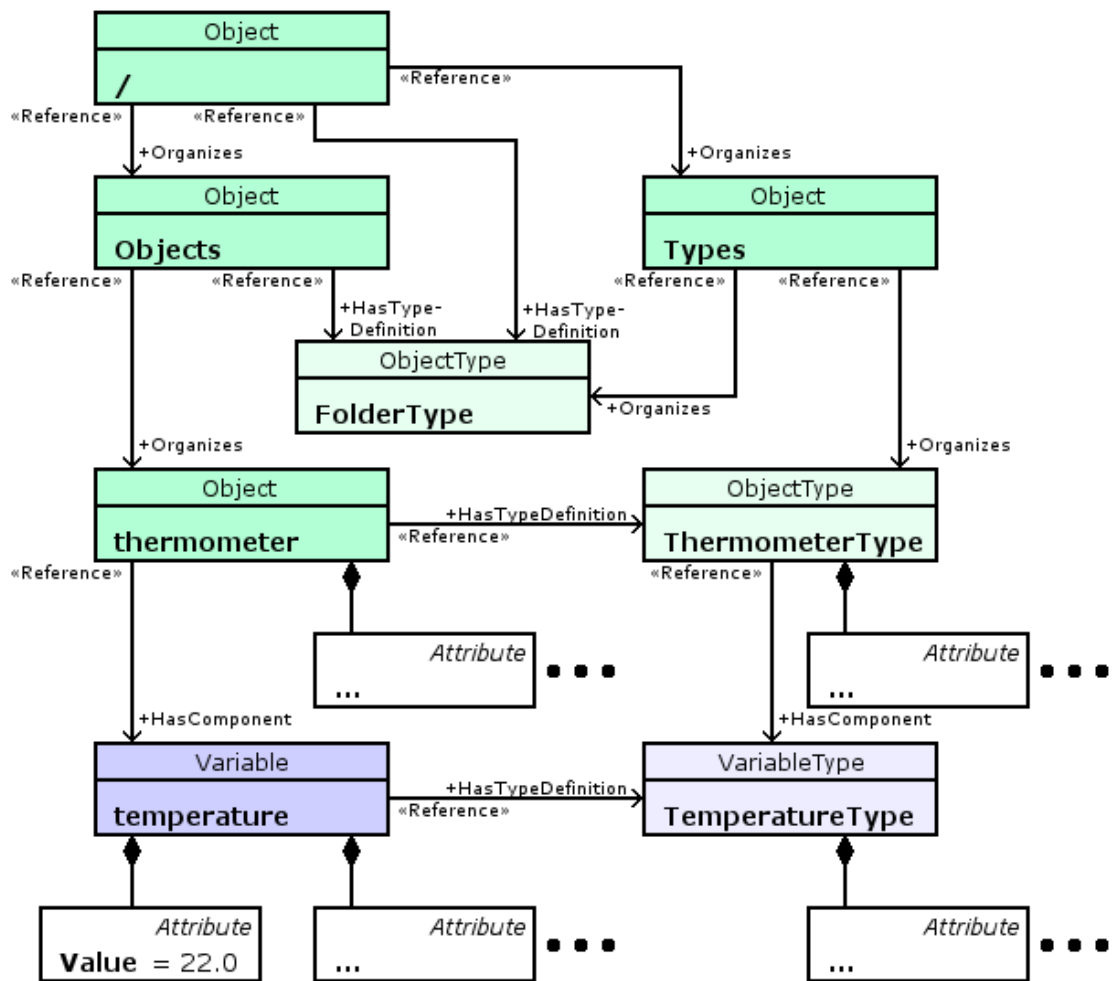 Object
/
«Reference»
«Reference»
«Reference»
+Organizes
+Organizes
Object
Objects
Object
Types
«Reference»
«Reference»
«Reference»
«Reference»
+HasType-
Definition
+HasType-
Definition
ObjectType
FolderType
+Organizes
+Organizes
+Organizes
Object
thermometer
+HasTypeDefinition
«Reference»
ObjectType
ThermometerType
«Reference»
«Reference»
Attribute
...
Attribute
...
+HasComponent
+HasComponent
Variable
temperature
+HasTypeDefinition
«Reference»
VariableType
TemperatureType
Attribute
Value = 22.0
Attribute
...
Attribute
...